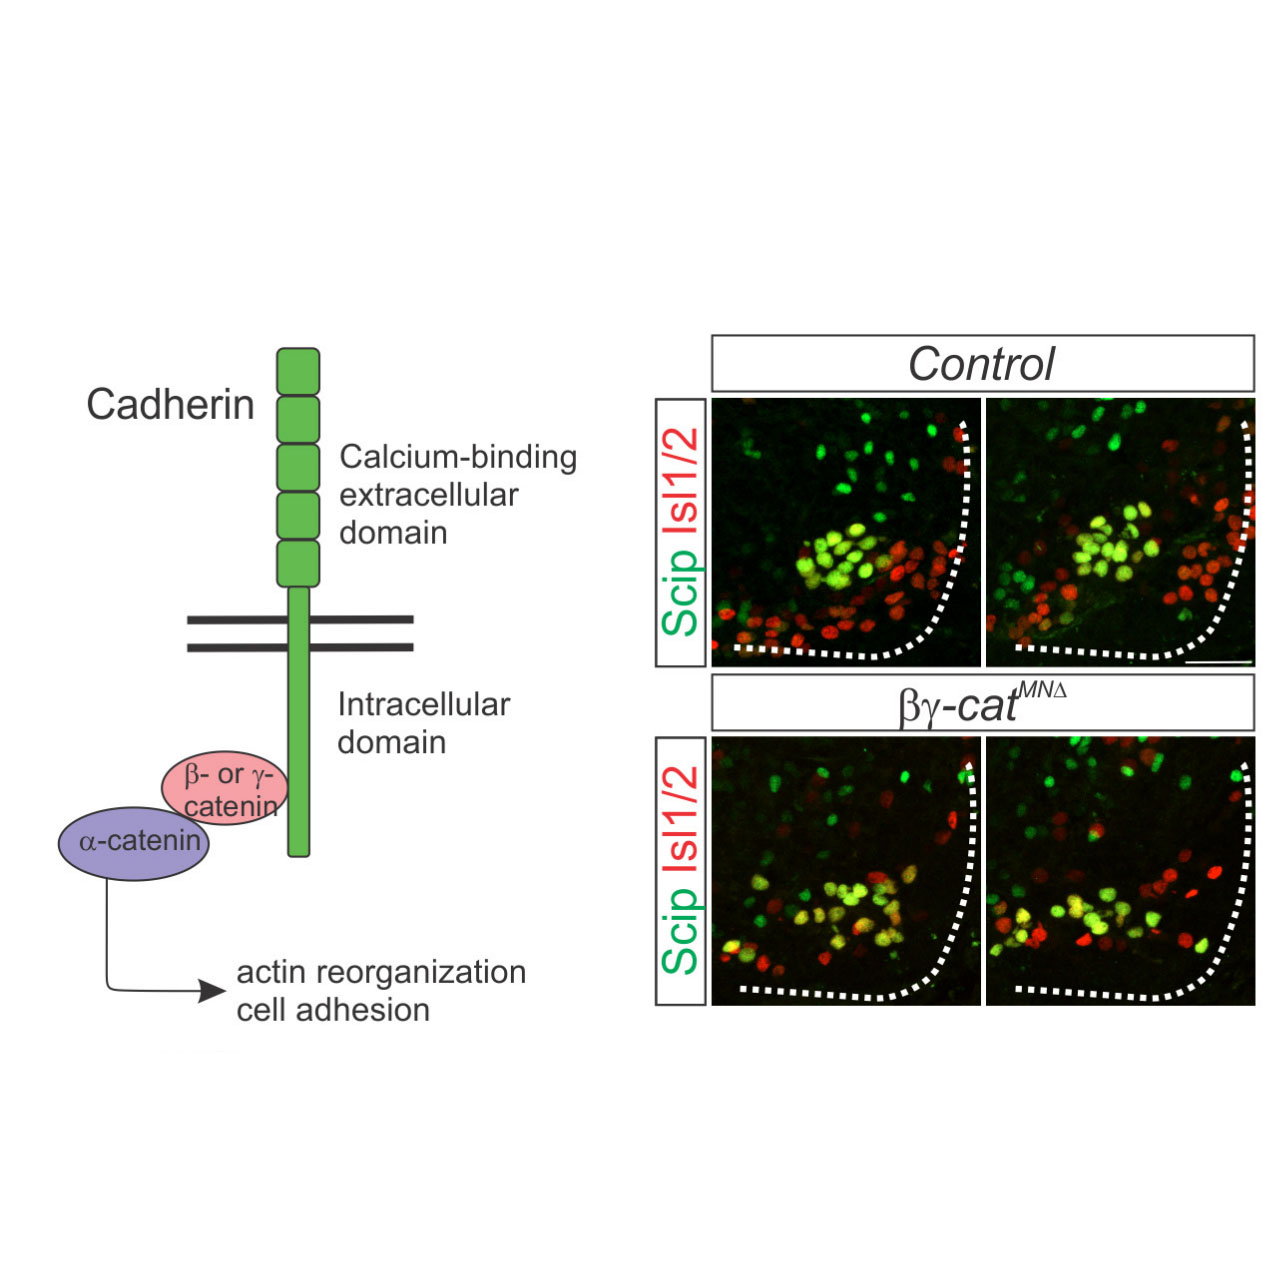 Cadherin
Calcium-binding
extracellular
domain
Intracellular
domain
β- or γ-
catenin
α-catenin
actin reorganization
cell adhesion
Control
Scip Isl1/2
βγ-cat^MNΔ
Scip Isl1/2